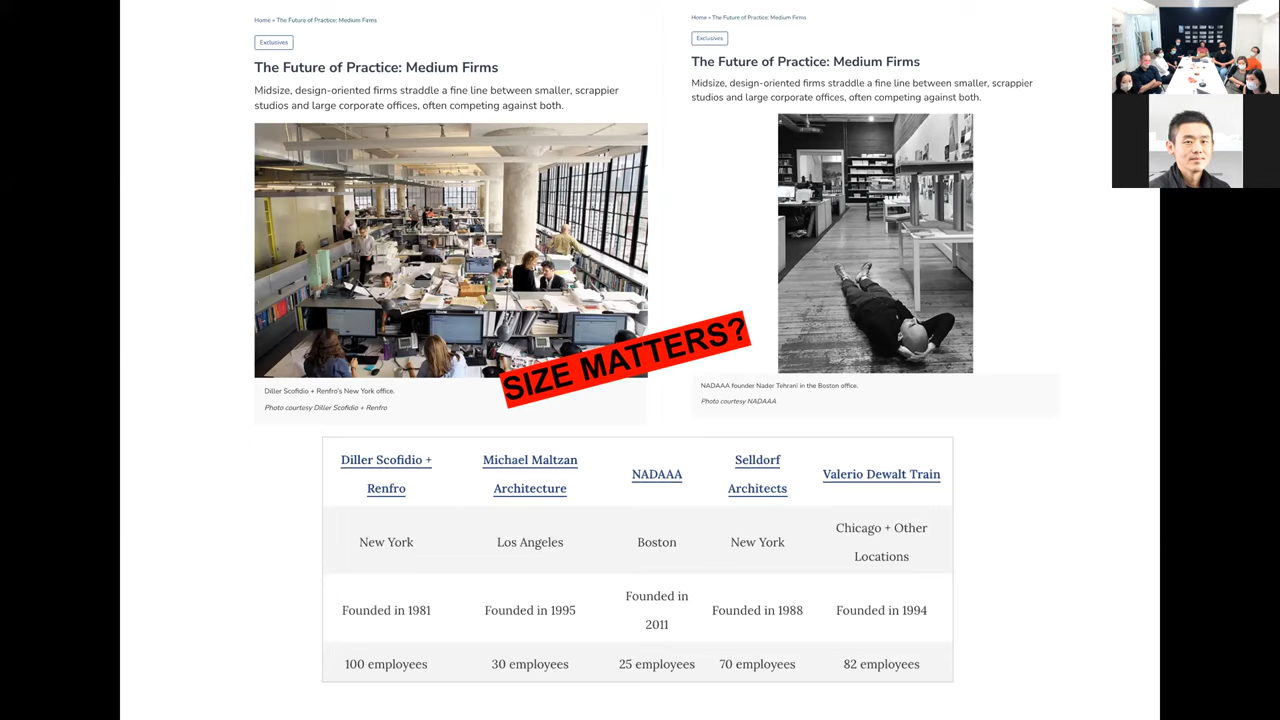 Home » The Future of Practice: Medium Firms
Exclusives
The Future of Practice: Medium Firms
Midsize, design-oriented firms straddle a fine line between smaller, scrappier
studios and large corporate offices, often competing against both.
Diller Scofidio + Renfro's New York office.
Photo courtesy Diller Scofidio + Renfro
Home » The Future of Practice: Medium Firms
Exclusives
The Future of Practice: Medium Firms
Midsize, design-oriented firms straddle a fine line between smaller, scrappier
studios and large corporate offices, often competing against both.
NADAAA founder Nader Tehrani in the Boston office.
Photo courtesy NADAAA
SIZE MATTERS?
Diller Scofidio +
Renfro
Michael Maltzan
Architecture
NADAAA
Selldorf
Architects
Valerio Dewalt Train
New York
Los Angeles
Boston
New York
Chicago + Other
Locations
Founded in 1981
Founded in 1995
Founded in
2011
Founded in 1988
Founded in 1994
100 employees
30 employees
25 employees
70 employees
82 employees